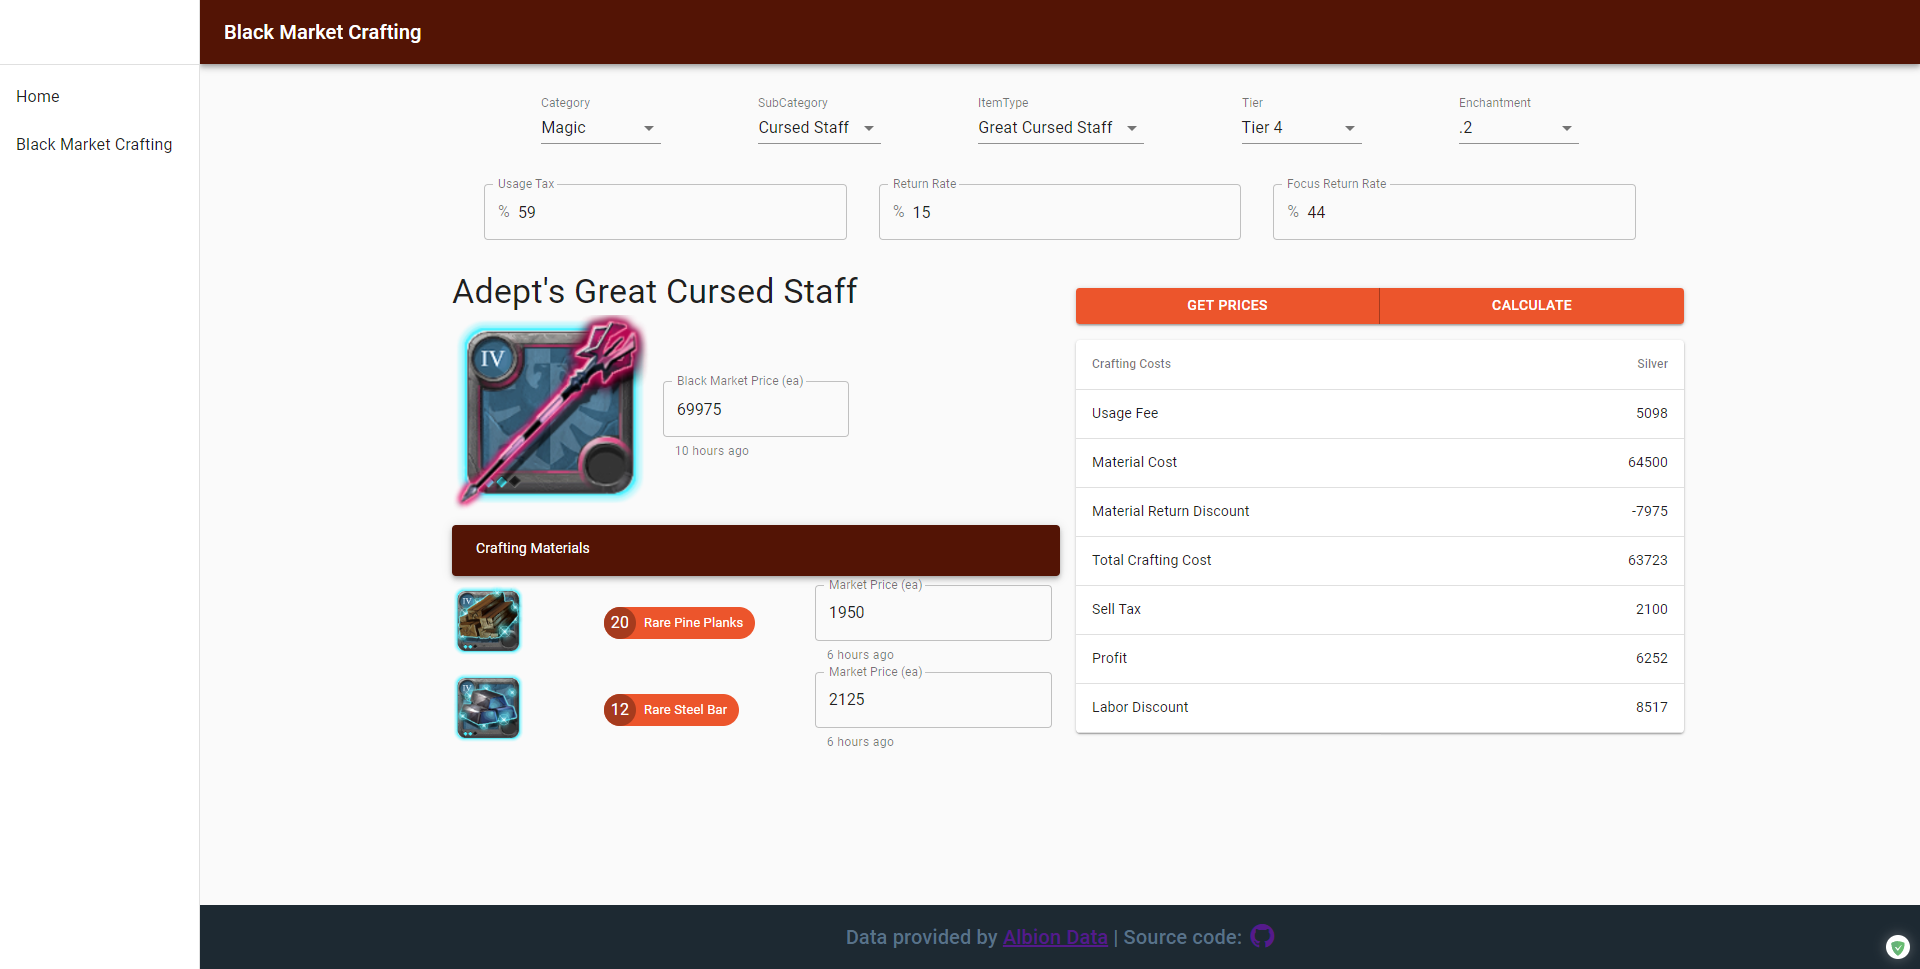 Black Market Crafting
Home
Black Market Crafting
Category
Magic
SubCategory
Cursed Staff
ItemType
Great Cursed Staff
Tier
Tier 4
Enchantment
.2
Usage Tax
% 59
Return Rate
% 15
Focus Return Rate
% 44
Adept's Great Cursed Staff
IV
Black Market Price (ea)
69975
10 hours ago
Crafting Materials
IV
20 Rare Pine Planks
Market Price (ea)
1950
6 hours ago
IV
12 Rare Steel Bar
Market Price (ea)
2125
6 hours ago
GET PRICES
CALCULATE
Crafting Costs Silver
Usage Fee 5098
Material Cost 64500
Material Return Discount -7975
Total Crafting Cost 63723
Sell Tax 2100
Profit 6252
Labor Discount 8517
Data provided by Albion Data | Source code: